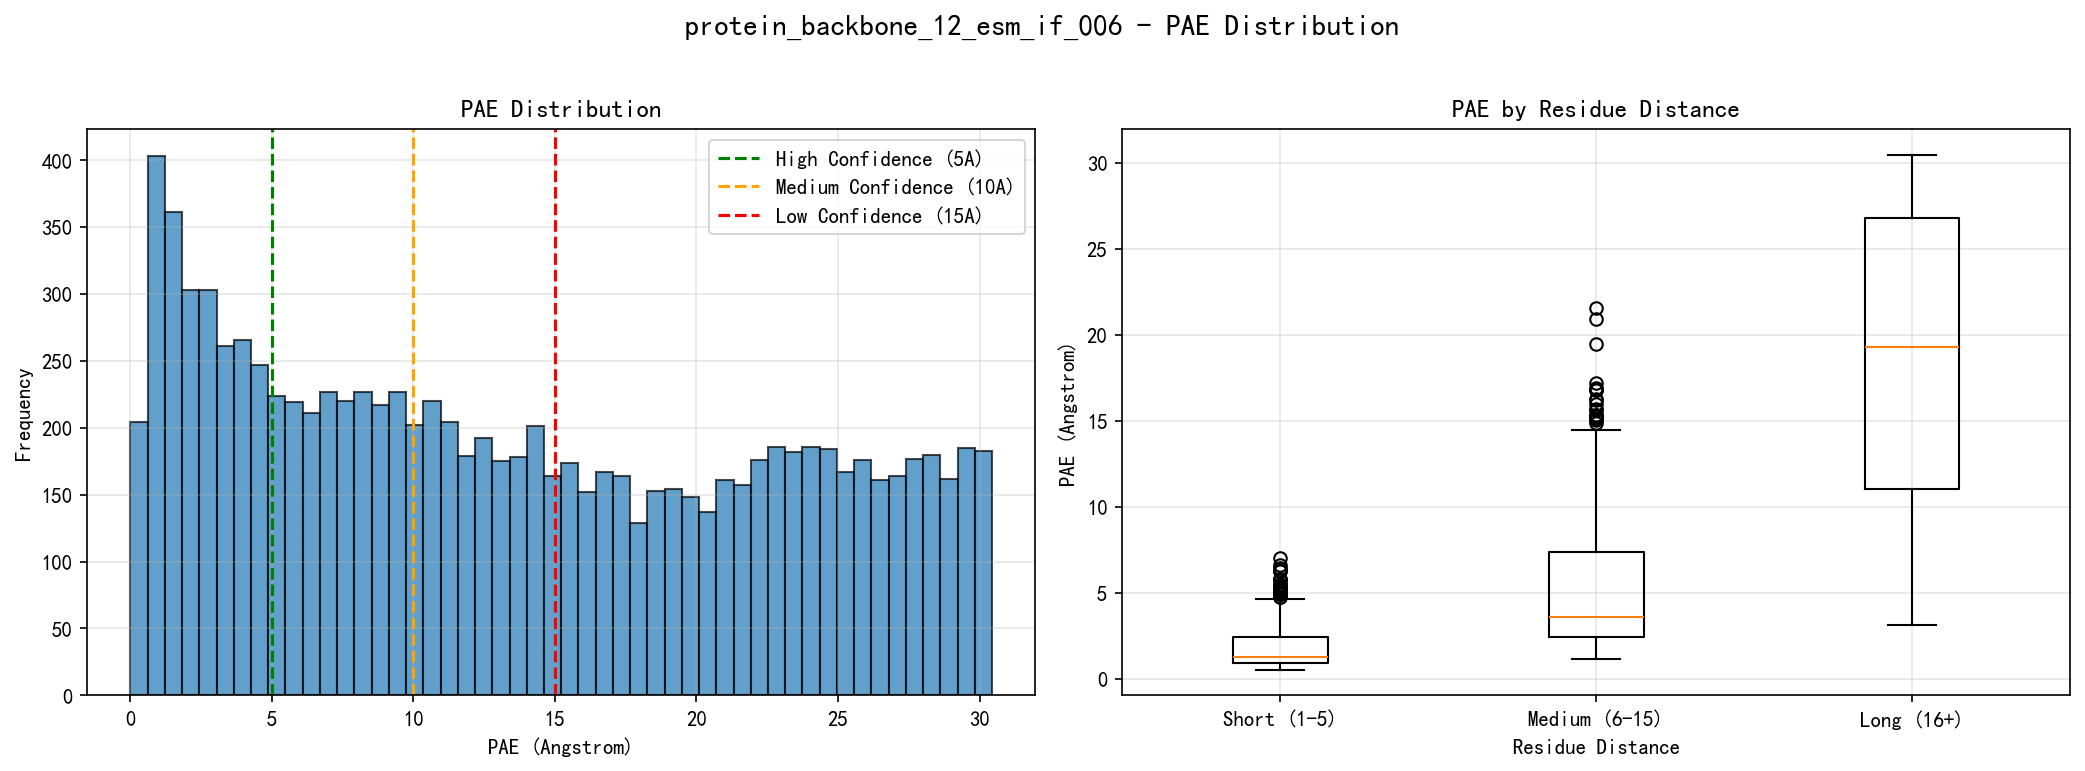 protein_backbone_12_esm_if_006 - PAE Distribution
PAE Distribution
400
350
300
250
200
150
100
50
0
Frequency
0 5 10 15 20 25 30
PAE (Angstrom)
High Confidence (5A)
Medium Confidence (10A)
Low Confidence (15A)
PAE by Residue Distance
30
25
20
15
10
5
0
PAE (Angstrom)
Short (1-5) Medium (6-15) Long (16+)
Residue Distance